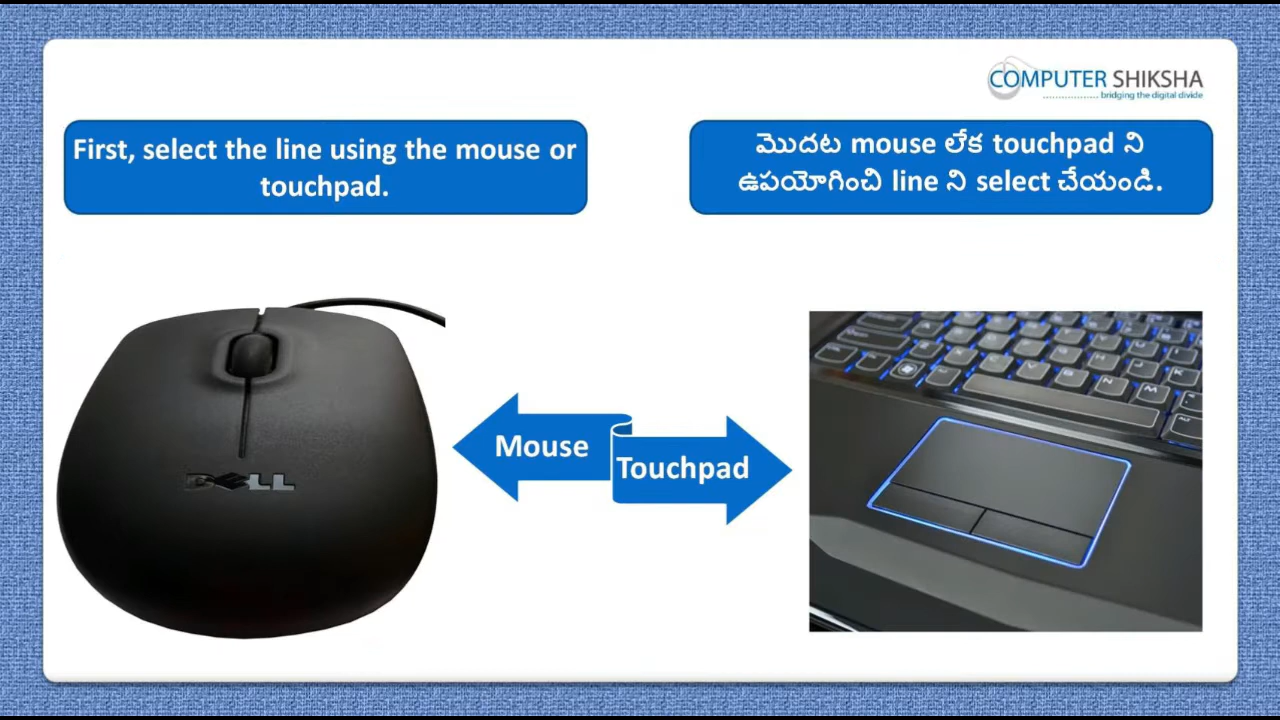 COMPUTER SHIKSHA
bridging the digital divide
First, select the line using the mouse or
touchpad.
మొదట mouse లేక touchpad ని
ఉపయోగించి line ని select చేయండి.
DELL
Mouse
Touchpad